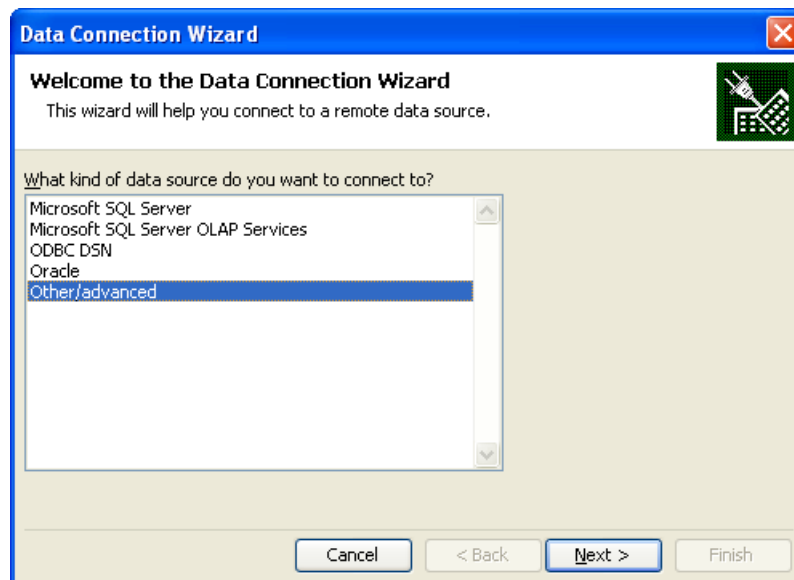 Data Connection Wizard
Welcome to the Data Connection Wizard
This wizard will help you connect to a remote data source.
What kind of data source do you want to connect to?
Microsoft SQL Server
Microsoft SQL Server OLAP Services
ODBC DSN
Oracle
Other/advanced
Cancel
< Back
Next >
Finish